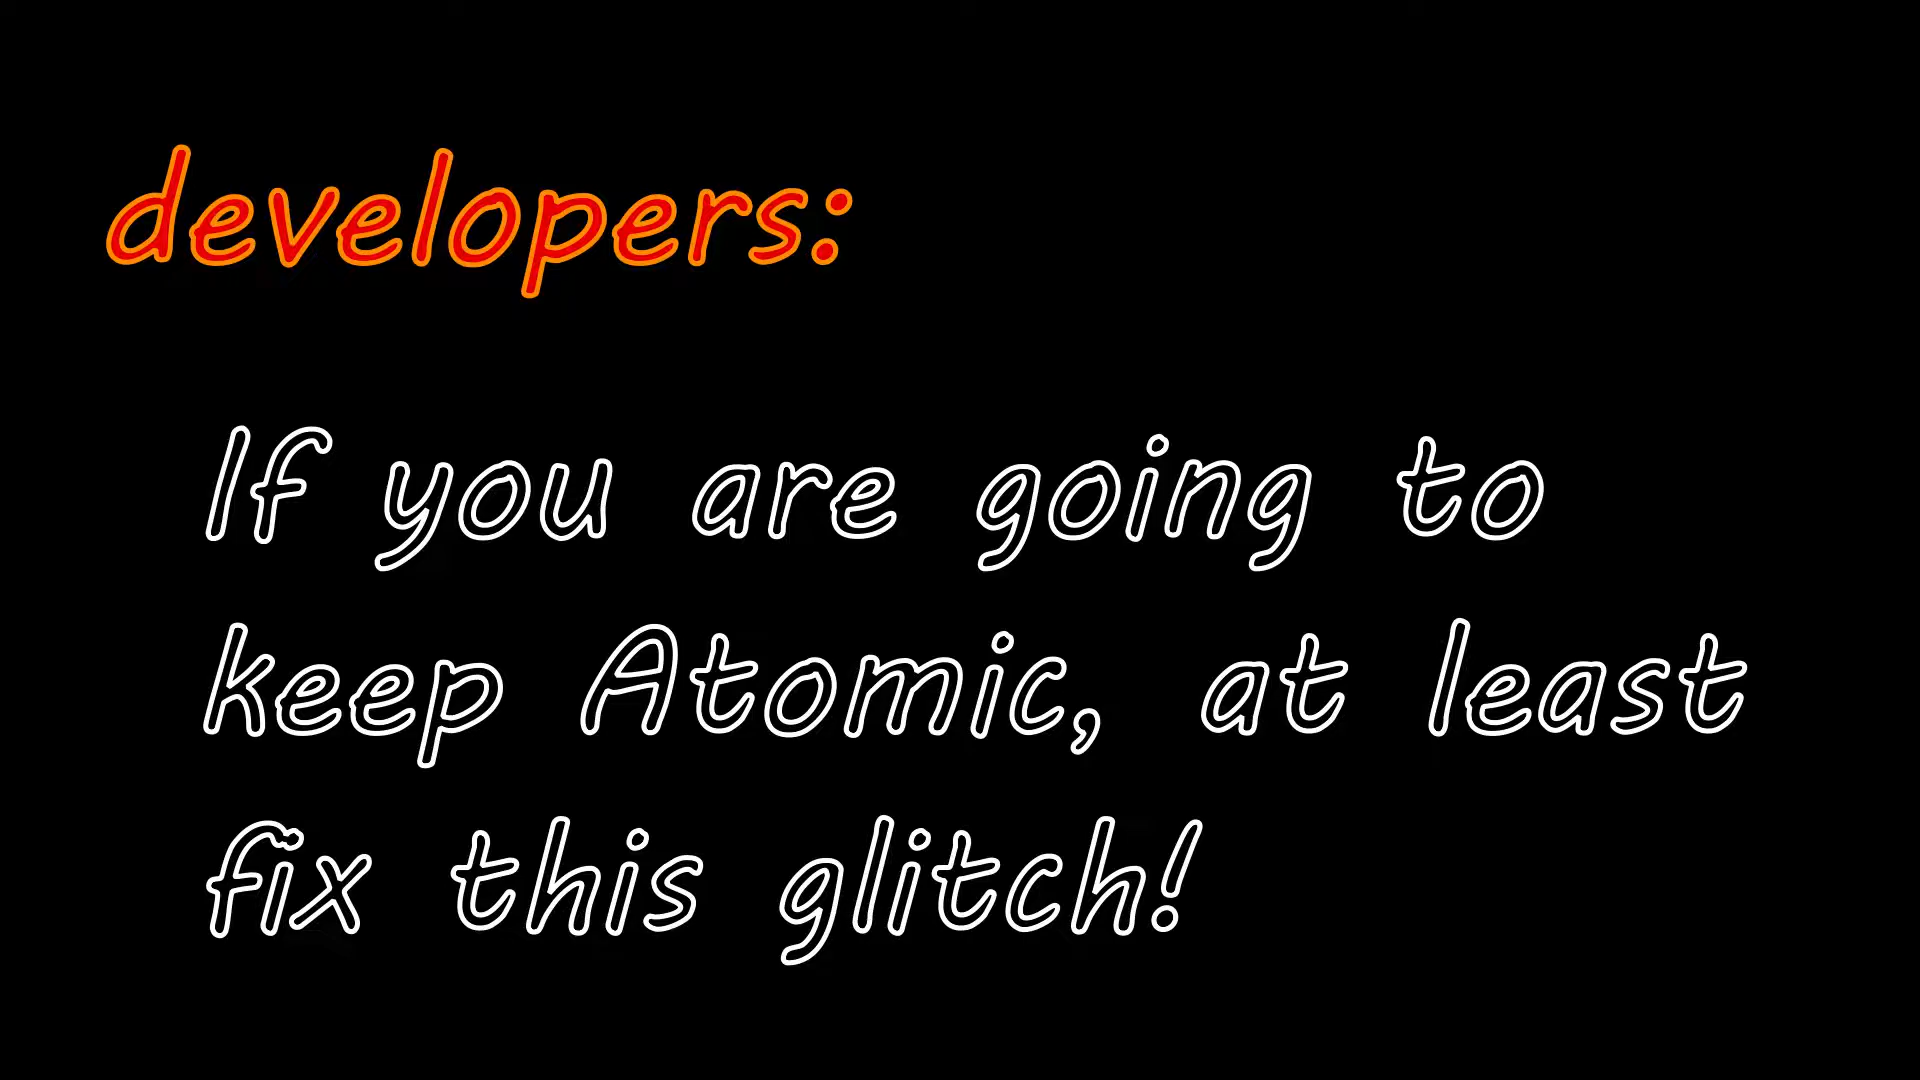 developers:
If you are going to
keep Atomic, at least
fix this glitch!